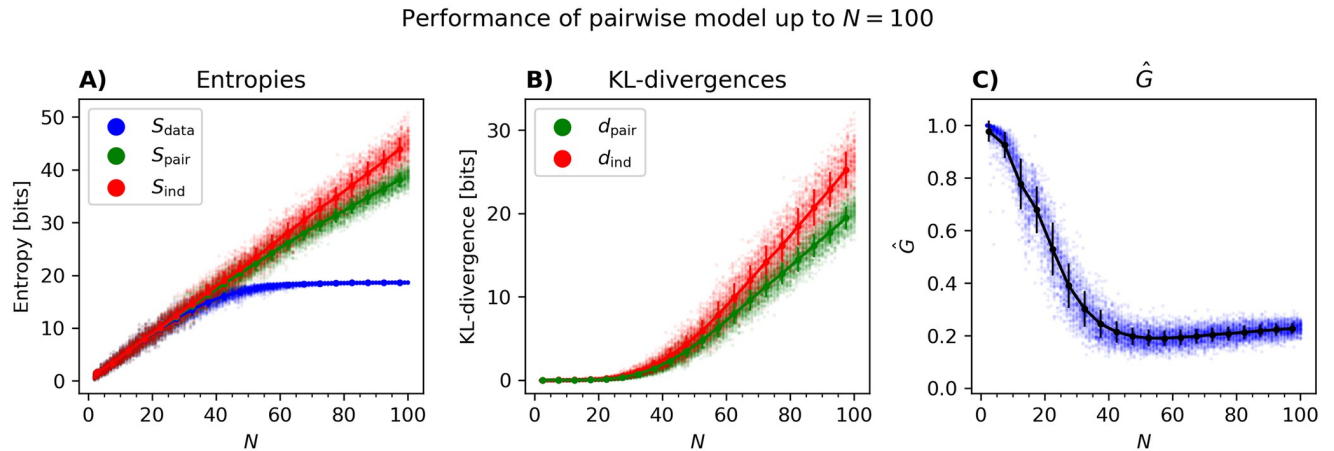 Performance of pairwise model up to N = 100
A) Entropies
Entropy [bits]
50
40
30
20
10
0
S_data
S_pair
S_ind
0 20 40 60 80 100
N
B) KL-divergences
KL-divergence [bits]
30
20
10
0
d_pair
d_ind
0 20 40 60 80 100
N
C) Ĝ
Ĝ
1.0
0.8
0.6
0.4
0.2
0.0
0 20 40 60 80 100
N